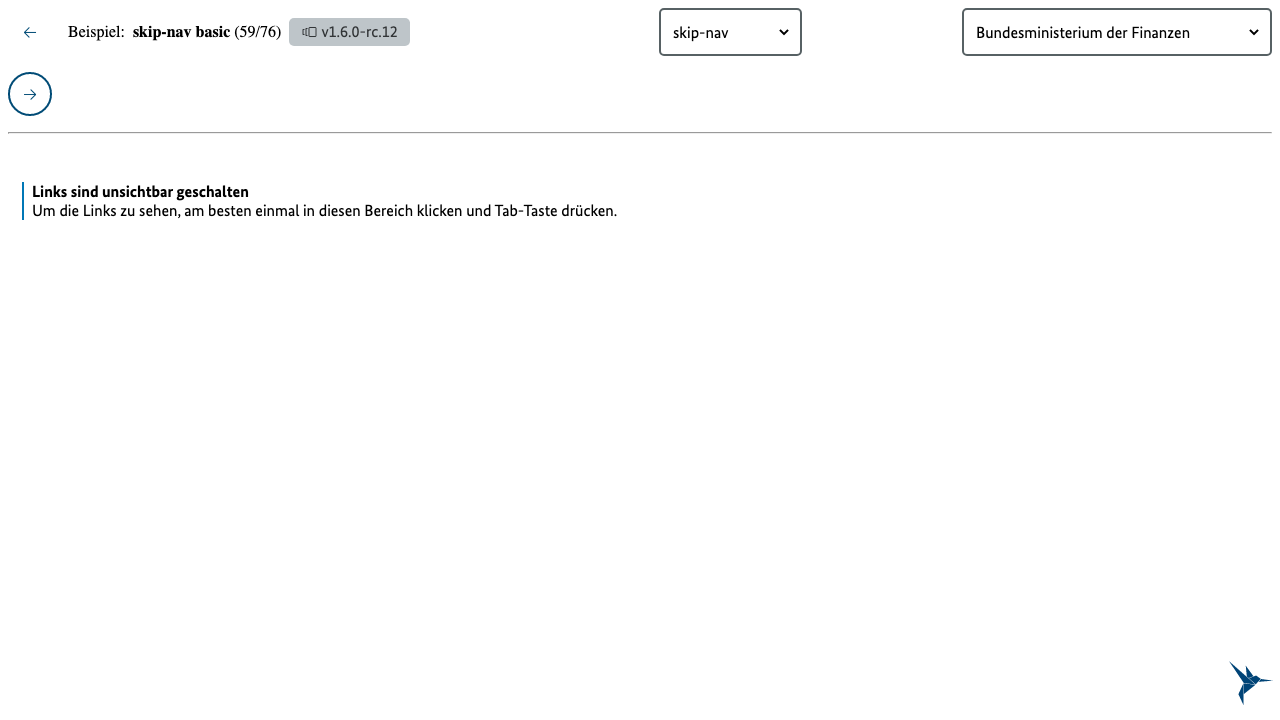 Beispiel: skip-nav basic (59/76) v1.6.0-rc.12 skip-nav Bundesministerium der Finanzen
Links sind unsichtbar geschalten
Um die Links zu sehen, am besten einmal in diesen Bereich klicken und Tab-Taste drücken.